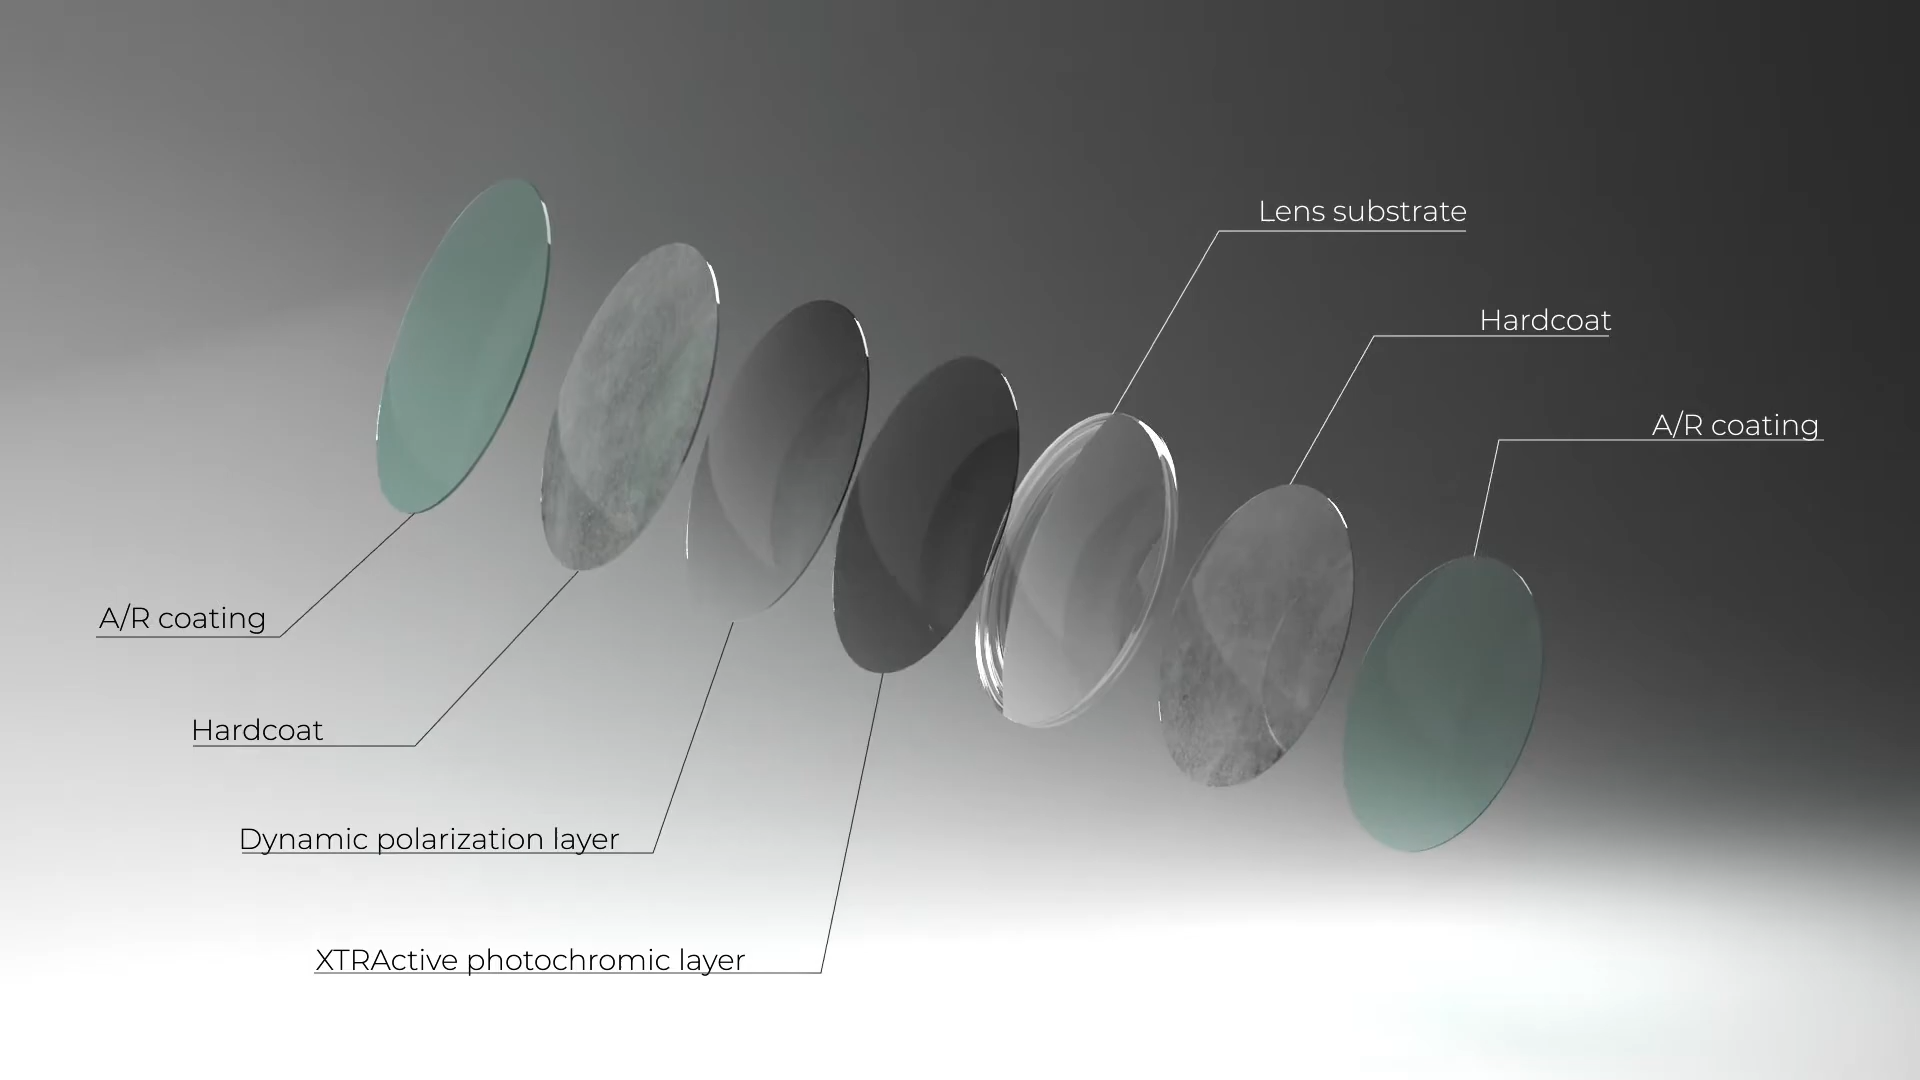 Lens substrate
Hardcoat
A/R coating
A/R coating
Hardcoat
Dynamic polarization layer
XTRActive photochromic layer